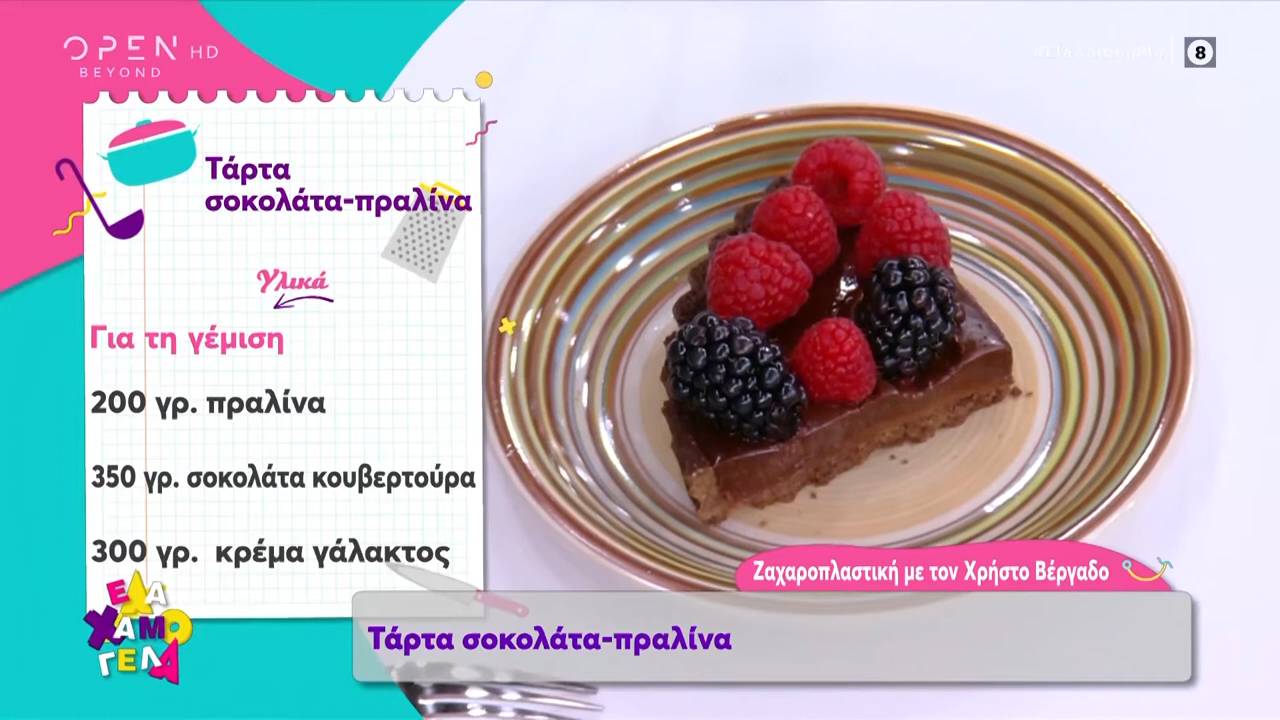 OPEN HD
BEYOND
8
Τάρτα
σοκολάτα-πραλίνα
Υλικά
Για τη γέμιση
200 γρ. πραλίνα
350 γρ. σοκολάτα κουβερτούρα
300 γρ. κρέμα γάλακτος
ΕΛΑ
ΧΑΜΟ
ΓΕΛΑ
Ζαχαροπλαστική με τον Χρήστο Βέργαδο
Τάρτα σοκολάτα-πραλίνα